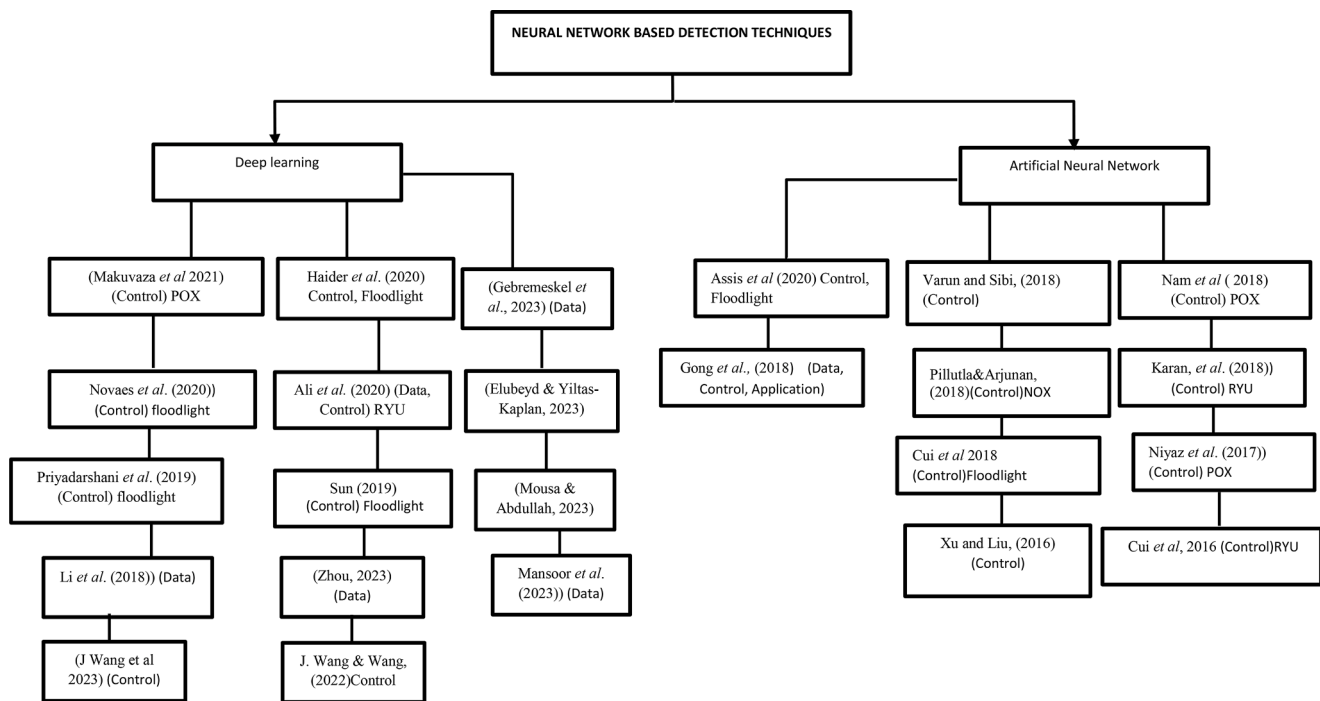 NEURAL NETWORK BASED DETECTION TECHNIQUES
Deep learning
Artificial Neural Network
(Makuvaza et al 2021)
(Control) POX
Novaes et al. (2020))
(Control) floodlight
Priyadarshani et al. (2019)
(Control) floodlight
Li et al. (2018)) (Data)
(J Wang et al
2023) (Control)
Haider et al. (2020)
Control, Floodlight
Ali et al. (2020) (Data,
Control) RYU
Sun (2019)
(Control) Floodlight
(Zhou, 2023)
(Data)
J. Wang & Wang,
(2022)Control
(Gebremeskel et
al., 2023) (Data)
(Elubeyd & Yiltas-
Kaplan, 2023)
(Mousa &
Abdullah, 2023)
Mansoor et al.
(2023)) (Data)
Assis et al (2020) Control,
Floodlight
Gong et al., (2018) (Data,
Control, Application)
Varun and Sibi, (2018)
(Control)
Pillutla&Arjunan,
(2018)(Control)NOX
Cui et al 2018
(Control)Floodlight
Xu and Liu, (2016)
(Control)
Nam et al ( 2018)
(Control) POX
Karan, et al. (2018))
(Control) RYU
Niyaz et al. (2017))
(Control) POX
Cui et al, 2016 (Control)RYU